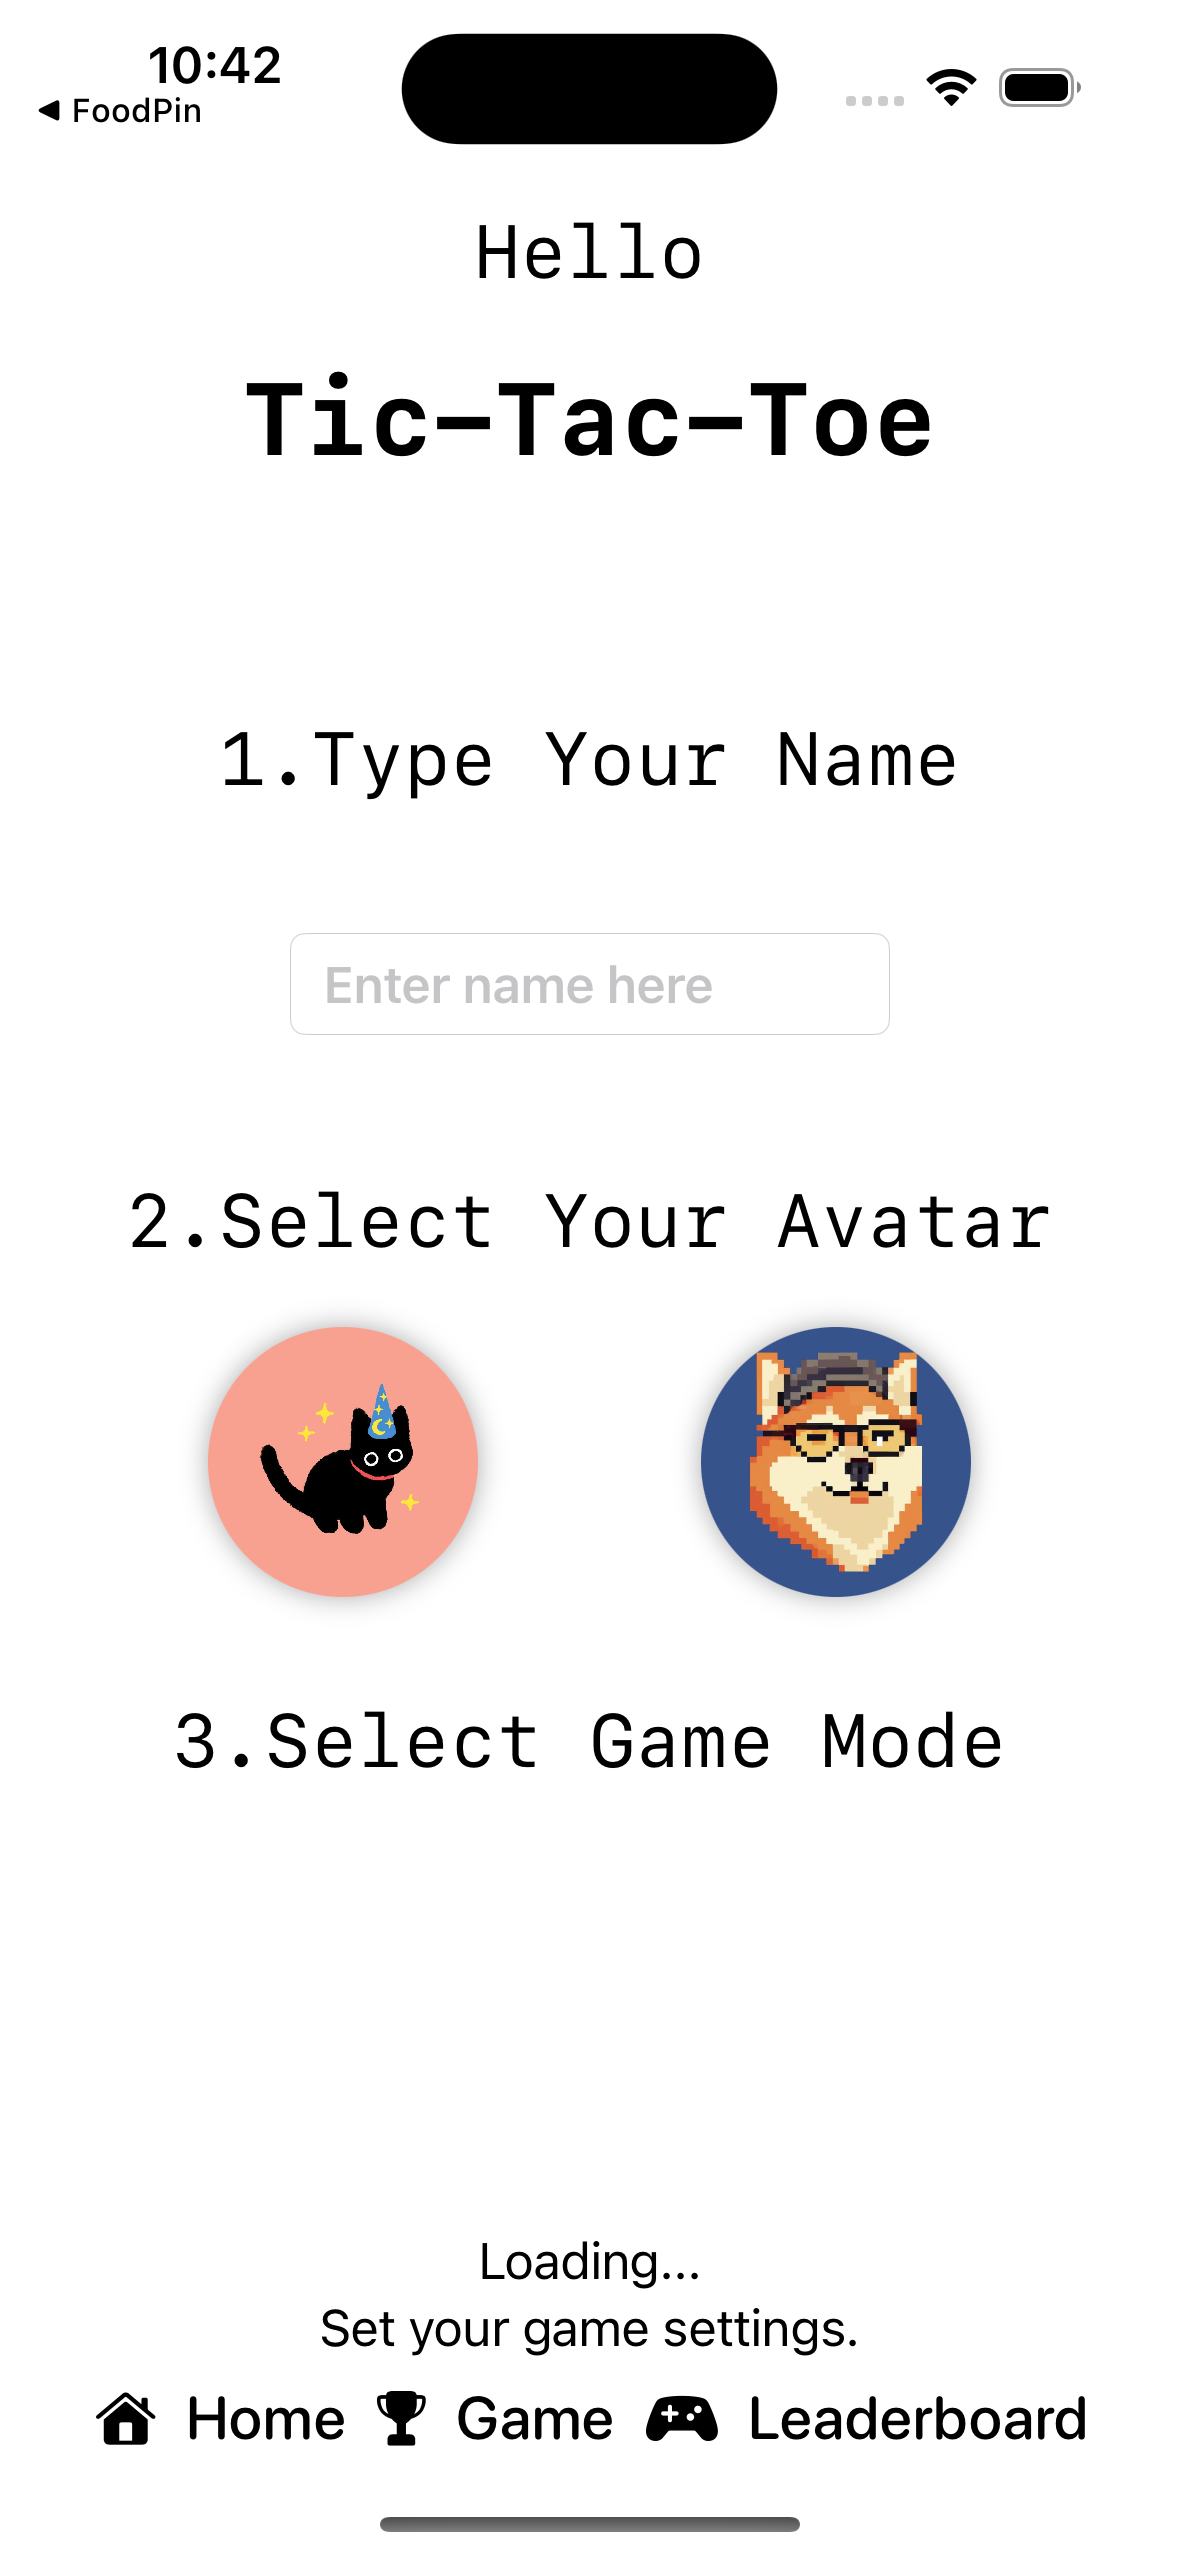 10:42
◀ FoodPin
Hello
Tic-Tac-Toe
1.Type Your Name
Enter name here
2.Select Your Avatar
3.Select Game Mode
Loading...
Set your game settings.
Home Game Leaderboard